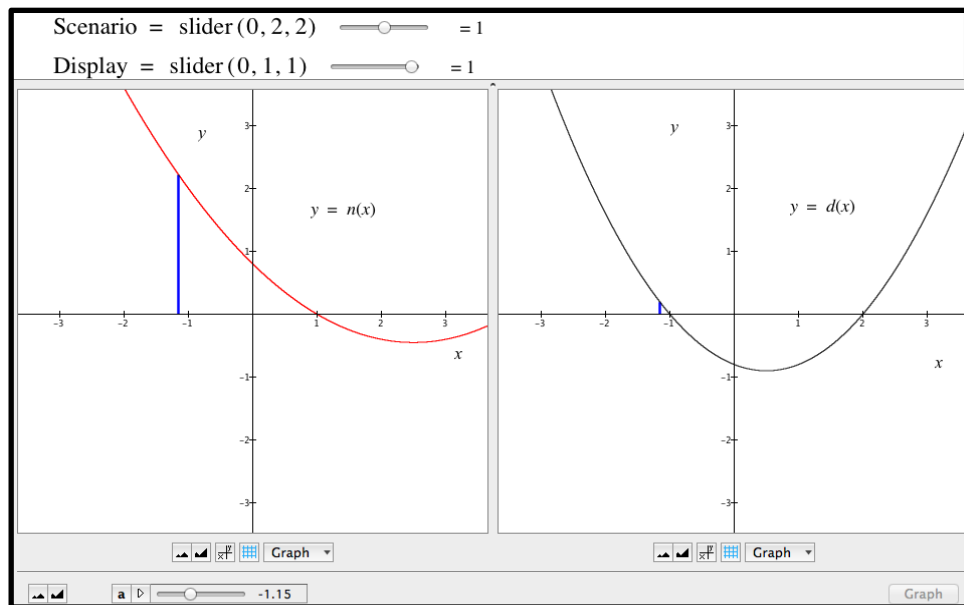 Scenario = slider (0, 2, 2) = 1
Display = slider (0, 1, 1) = 1
y
3
2
1
-1
-2
-3
-3
-2
-1
1
2
3
x
y = n(x)
y
3
2
1
-1
-2
-3
-3
-2
-1
1
2
3
x
y = d(x)
x y
Graph
x y
Graph
a
-1.15
Graph